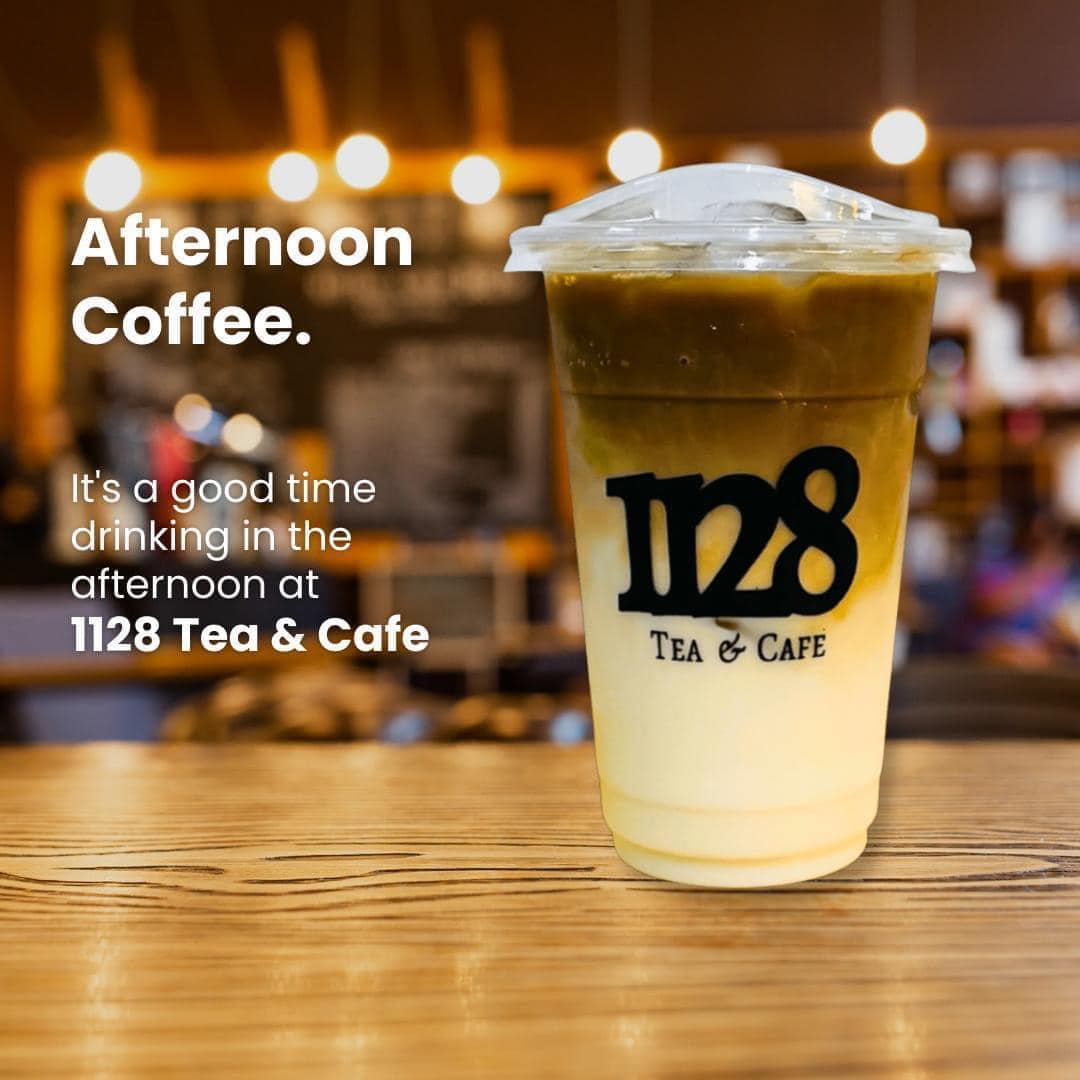 Afternoon
Coffee.
It's a good time
drinking in the
afternoon at
1128 Tea & Cafe
1128
TEA & CAFE